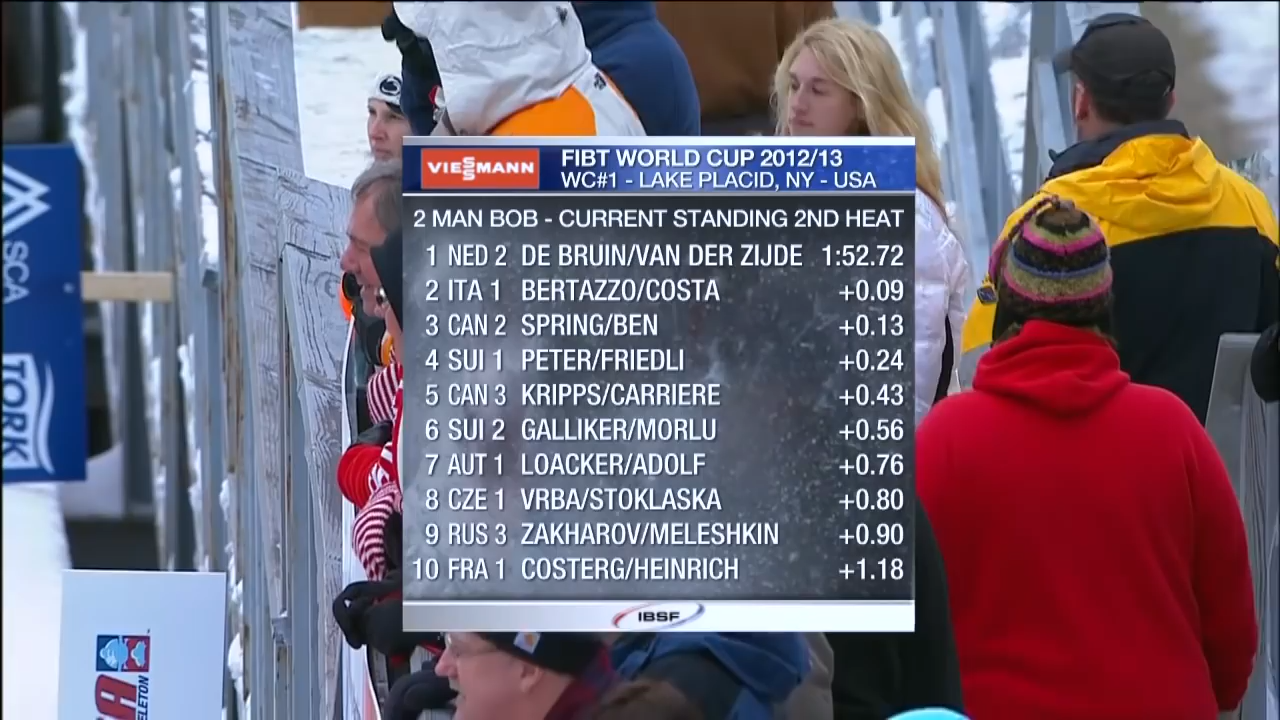 VIESSMANN
FIBT WORLD CUP 2012/13
WC#1 - LAKE PLACID, NY - USA
2 MAN BOB - CURRENT STANDING 2ND HEAT
1 NED 2 DE BRUIN/VAN DER ZIJDE 1:52.72
2 ITA 1 BERTAZZO/COSTA +0.09
3 CAN 2 SPRING/BEN +0.13
4 SUI 1 PETER/FRIEDLI +0.24
5 CAN 3 KRIPPS/CARRIERE +0.43
6 SUI 2 GALLIKER/MORLU +0.56
7 AUT 1 LOACKER/ADOLF +0.76
8 CZE 1 VRBA/STOKLASKA +0.80
9 RUS 3 ZAKHAROV/MELESHKIN +0.90
10 FRA 1 COSTERG/HEINRICH +1.18
IBSF
SCA
TORK